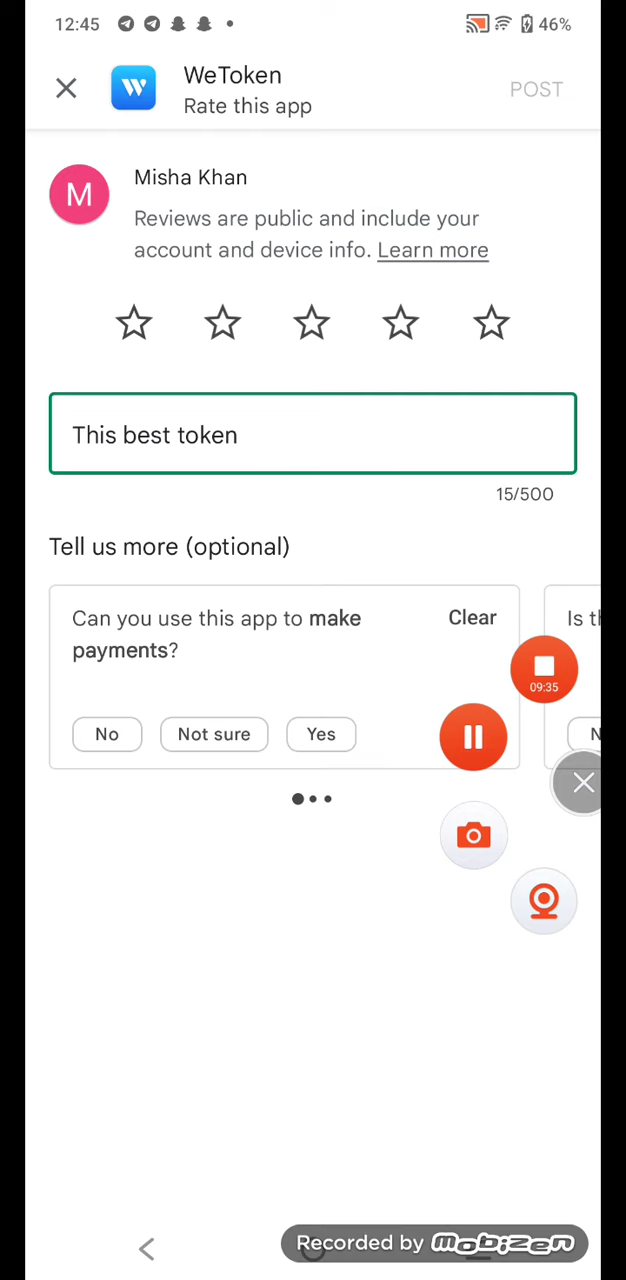 12:45
46%
WeToken
Rate this app
POST
M
Misha Khan
Reviews are public and include your
account and device info. Learn more
This best token
15/500
Tell us more (optional)
Can you use this app to make
payments?
Clear
Is th
09:35
No
Not sure
Yes
N
Recorded by mobizen